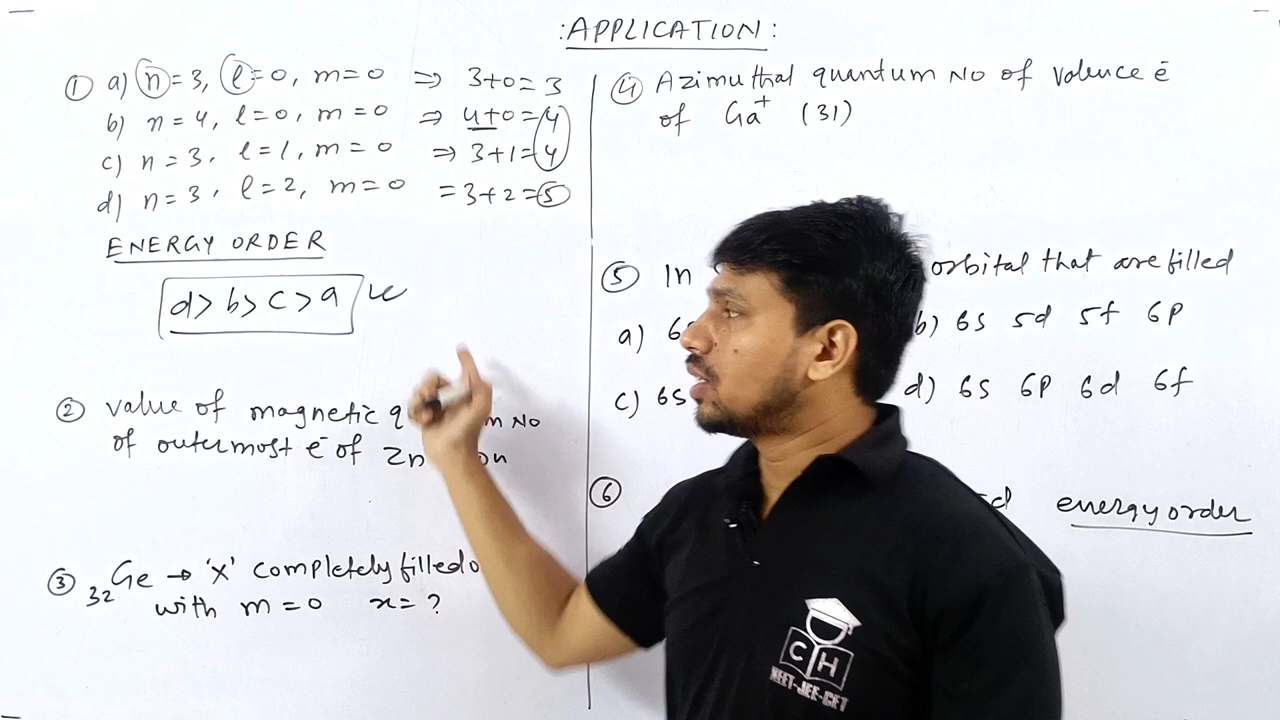 :APPLICATION:
① a) n=3, l=0, m=0 ⇒ 3+0=3
b) n=4, l=0, m=0 ⇒ 4+0=4
c) n=3, l=1, m=0 ⇒ 3+1=4
d) n=3, l=2, m=0 =3+2=5
ENERGY ORDER
d>b>c>a
② value of magnetic No
of outermost e⁻ of Zn
③ ₃₂Ge → 'x' completely filled
with m=0 x=?
④ Azimuthal quantum No of valence e⁻
of Ga⁺ (31)
⑤ In orbital that are filled
a) b) 6s 5d 5f 6p
c) 6s d) 6s 6p 6d 6f
⑥ energy order
CH
NEET-JEE-CET